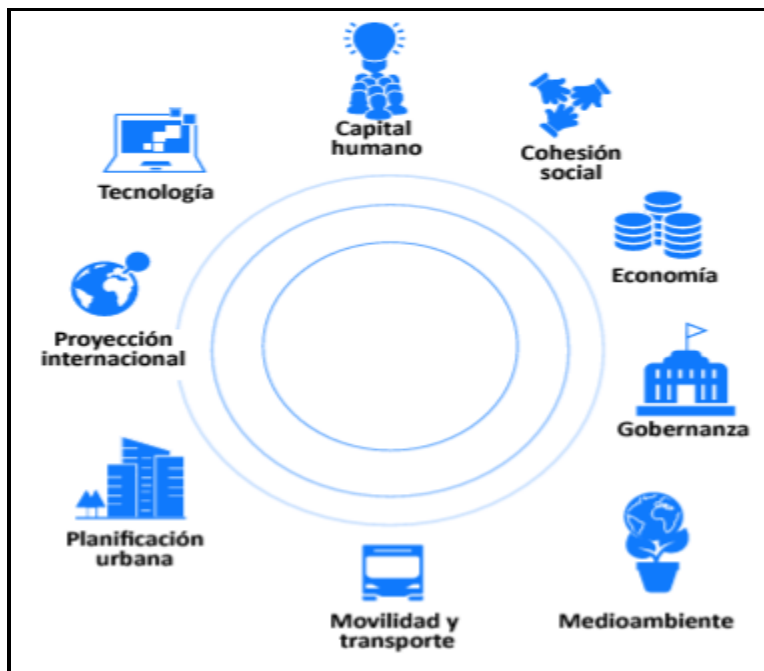 Capital
humano
Cohesión
social
Tecnología
Economía
Proyección
internacional
Gobernanza
Planificación
urbana
Movilidad y
transporte
Medioambiente